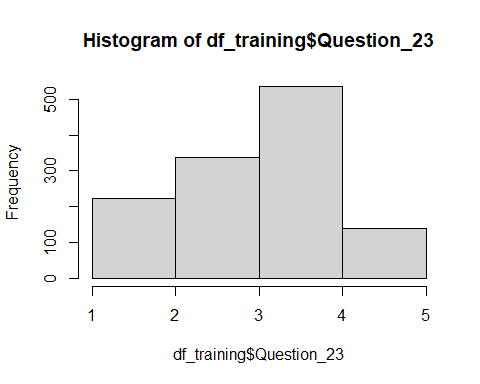 Histogram of df_training$Question_23
Frequency
500
300
100
0
1 2 3 4 5
df_training$Question_23